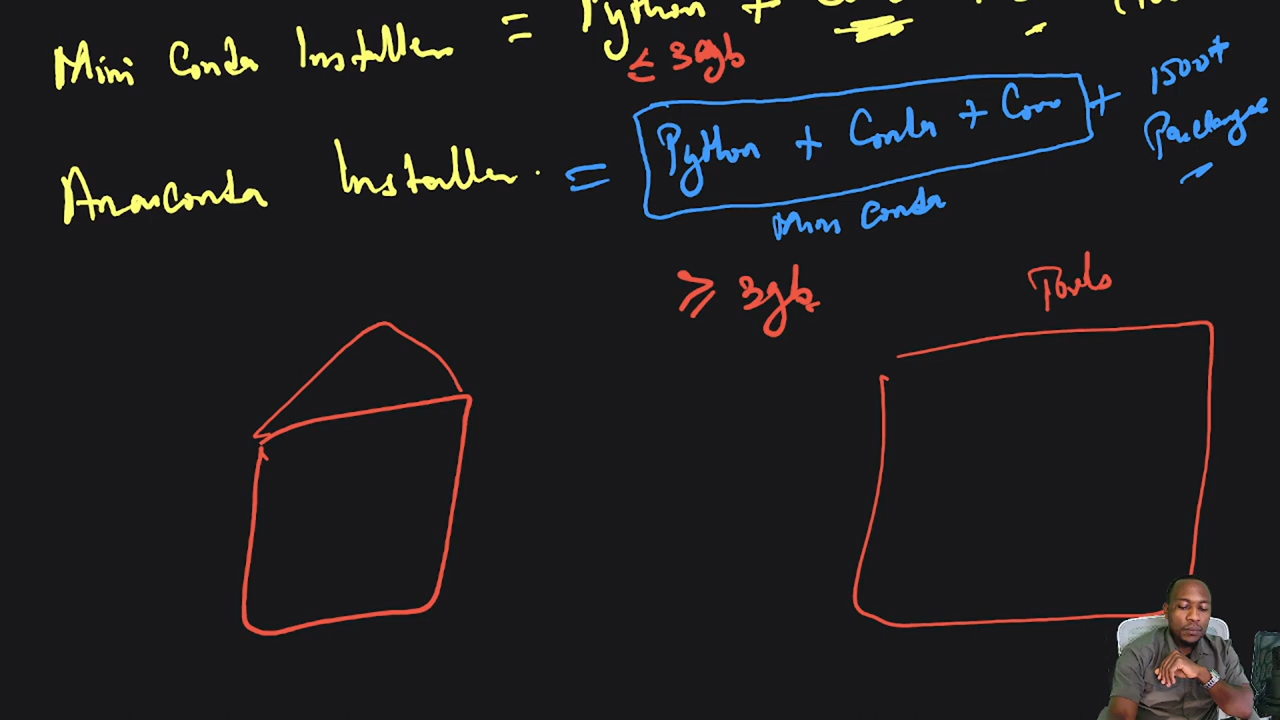 Mini Conda Installer = Python +
≤ 3gb
Anaconda Installer = Python + Conda + Core + 1500+ Packages
Mini Conda
≥ 3gb
Tools